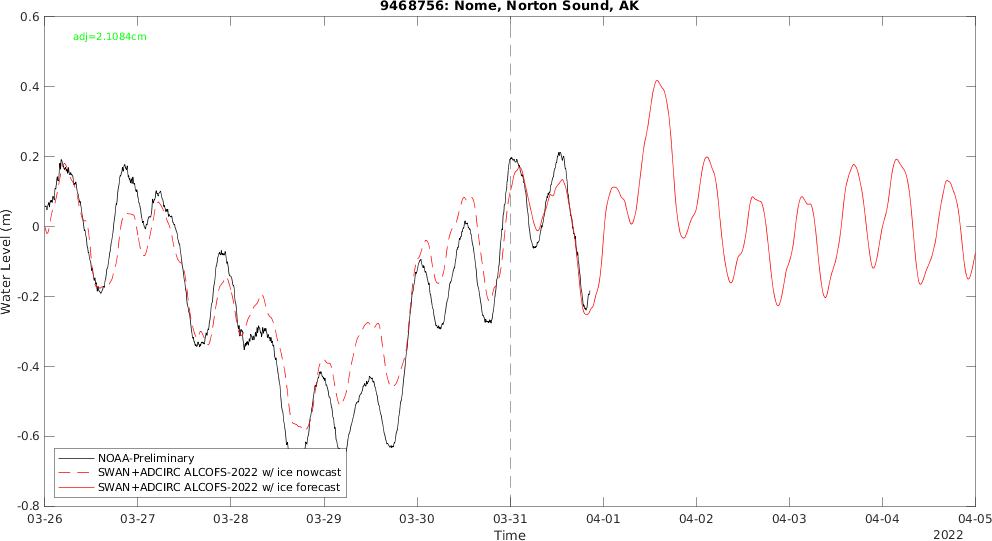 9468756: Nome, Norton Sound, AK
adj=2.1084cm
0.6
0.4
0.2
0
-0.2
-0.4
-0.6
-0.8
Water Level (m)
NOAA-Preliminary
SWAN+ADCIRC ALCOFS-2022 w/ ice nowcast
SWAN+ADCIRC ALCOFS-2022 w/ ice forecast
03-26 03-27 03-28 03-29 03-30 03-31 04-01 04-02 04-03 04-04 04-05
Time
2022